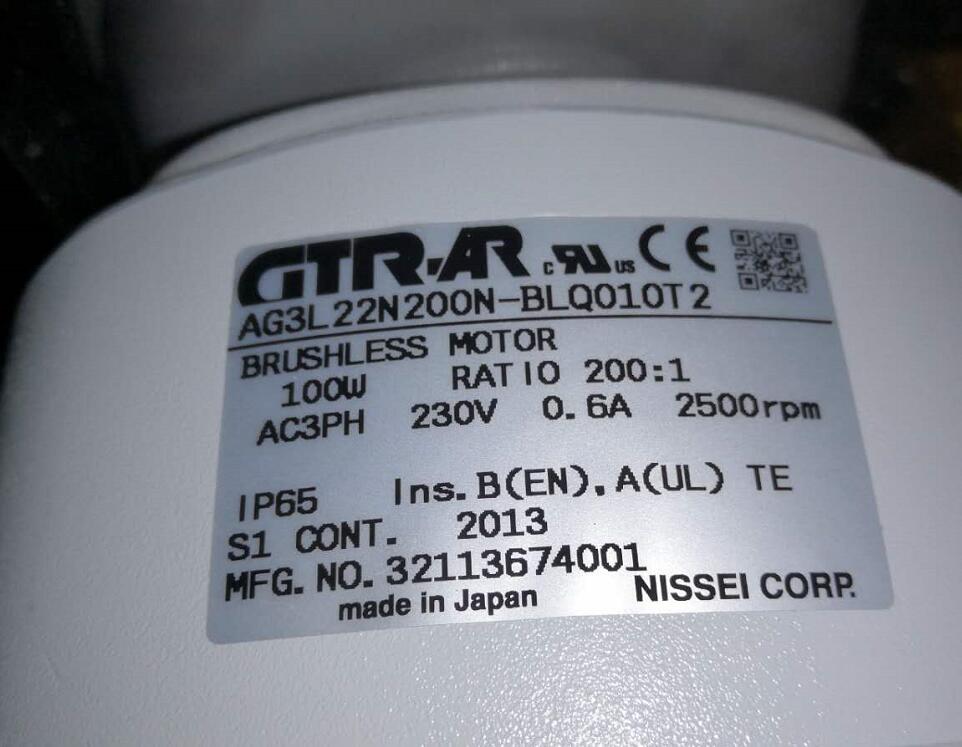 GTR-AR c RU US CE
AG3L22N200N-BLQ010T2
BRUSHLESS MOTOR
100W RATIO 200:1
AC3PH 230V 0.6A 2500rpm
IP65 Ins.B(EN),A(UL) TE
S1 CONT. 2013
MFG. NO. 32113674001
made in Japan NISSEI CORP.